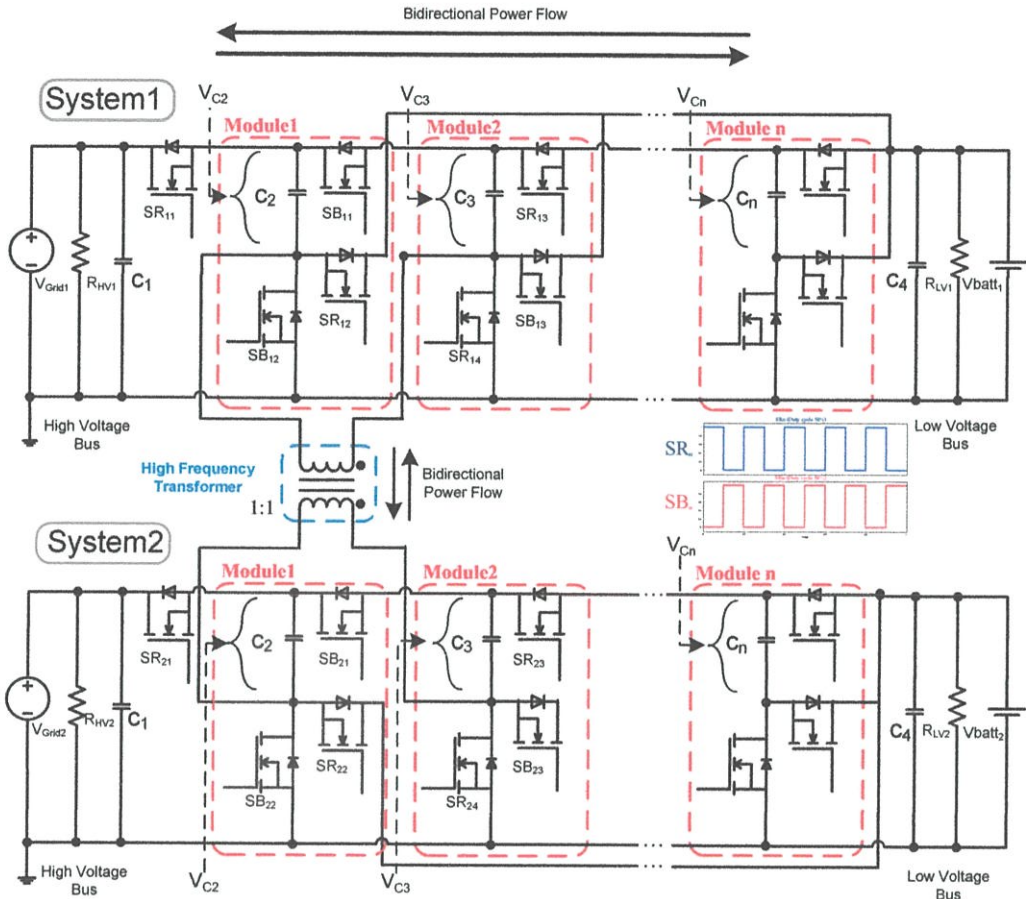 Bidirectional Power Flow
System1
VC2
VC3
VCn
Module1
Module2
Module n
C2
C3
Cn
SR11
SB11
SR13
VGrid1
RHV1
C1
SR12
SB13
C4
RLV1
Vbatt1
SB12
SR14
High Voltage
Bus
Low Voltage
Bus
High Frequency
Transformer
1:1
Bidirectional
Power Flow
SR
SB
System2
VCn
Module1
Module2
Module n
C2
C3
Cn
SR21
SB21
SR23
VGrid2
RHV2
C1
SR22
SB23
C4
RLV2
Vbatt2
SB22
SR24
High Voltage
Bus
VC2
VC3
Low Voltage
Bus